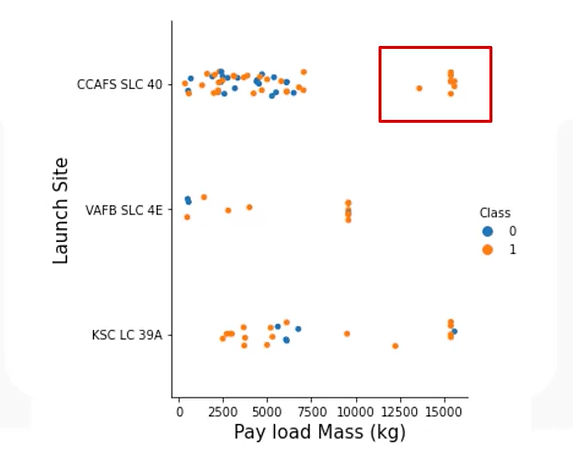 CCAFS SLC 40
VAFB SLC 4E
KSC LC 39A
Launch Site
Class
0
1
0 2500 5000 7500 10000 12500 15000
Pay load Mass (kg)